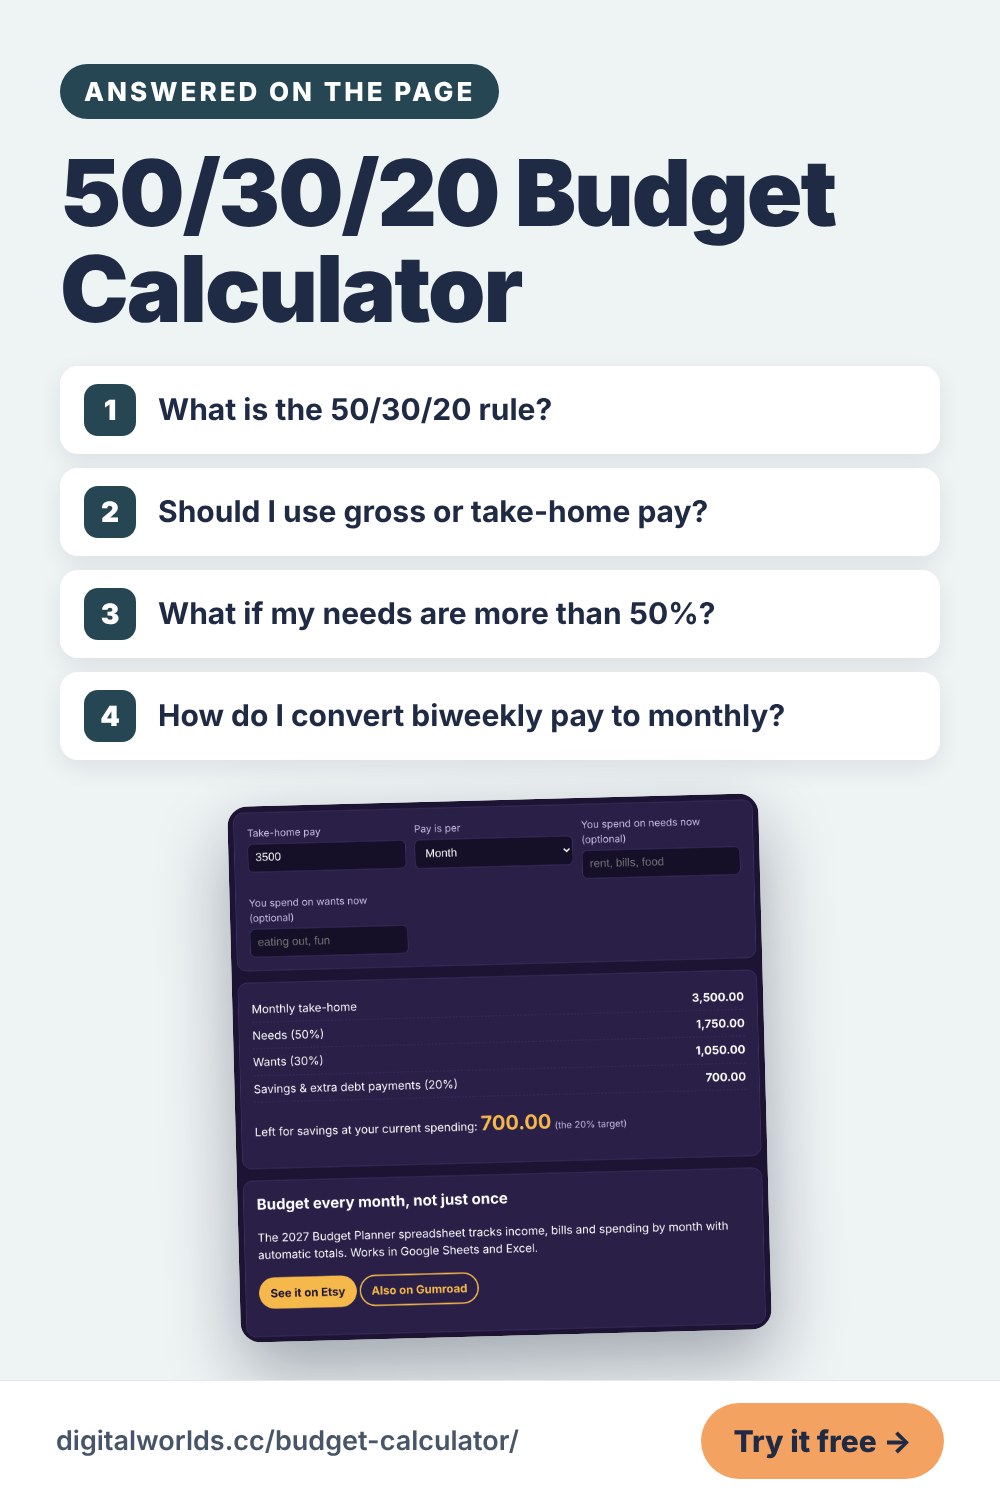 ANSWERED ON THE PAGE
50/30/20 Budget
Calculator
1 What is the 50/30/20 rule?
2 Should I use gross or take-home pay?
3 What if my needs are more than 50%?
4 How do I convert biweekly pay to monthly?
Take-home pay
3500
Pay is per
Month
You spend on needs now
(optional)
rent, bills, food
You spend on wants now
(optional)
eating out, fun
Monthly take-home 3,500.00
Needs (50%) 1,750.00
Wants (30%) 1,050.00
Savings & extra debt payments (20%) 700.00
Left for savings at your current spending: 700.00 (the 20% target)
Budget every month, not just once
The 2027 Budget Planner spreadsheet tracks income, bills and spending by month with
automatic totals. Works in Google Sheets and Excel.
See it on Etsy Also on Gumroad
digitalworlds.cc/budget-calculator/
Try it free →